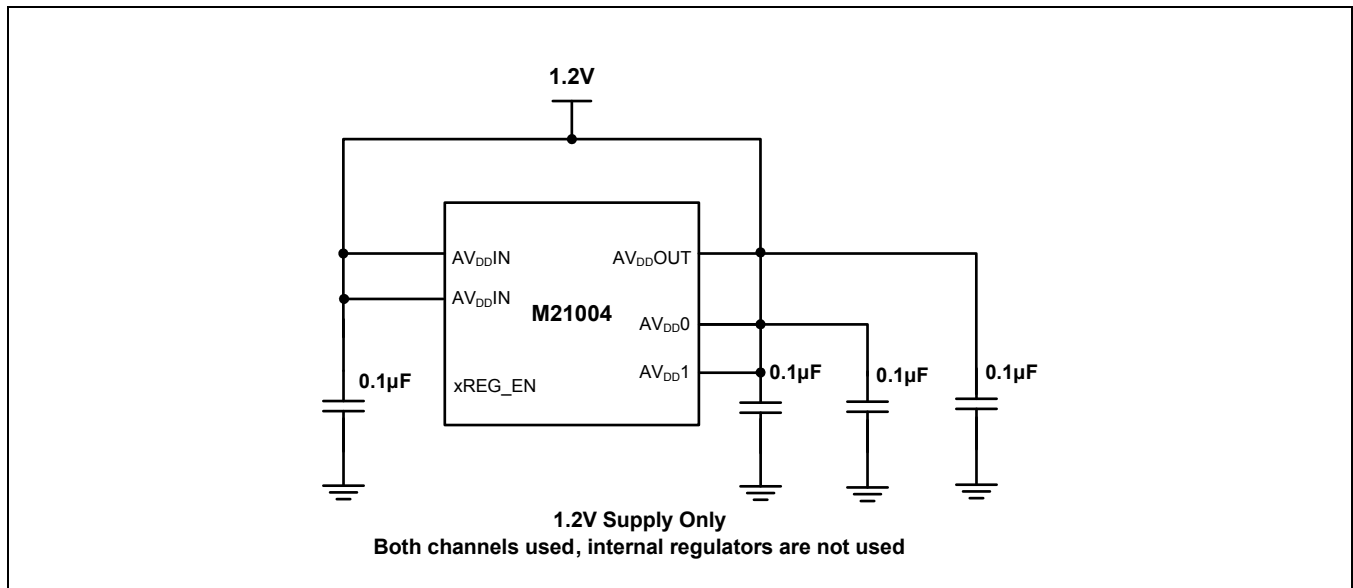 1.2V
AVDDIN
AVDDOUT
AVDDIN
M21004
AVDD0
AVDD1
0.1µF
0.1µF
0.1µF
0.1µF
xREG_EN
1.2V Supply Only
Both channels used, internal regulators are not used